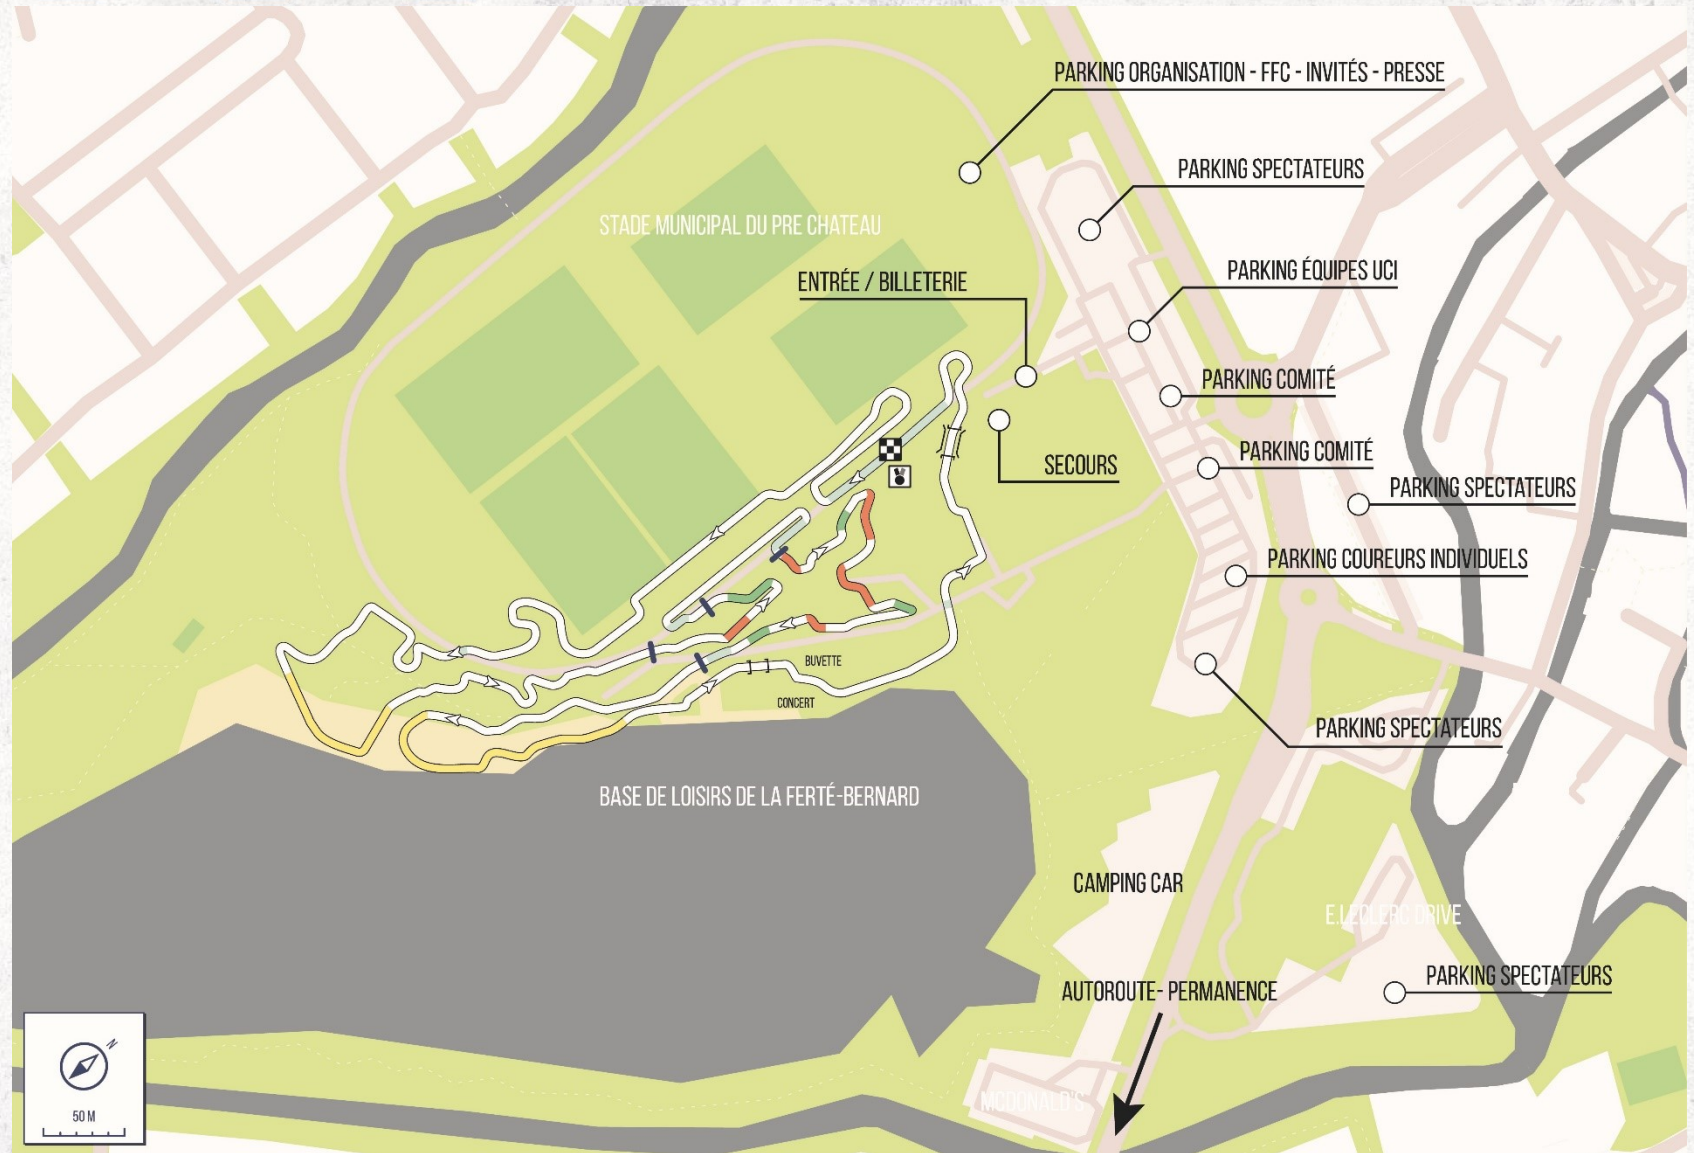 PARKING ORGANISATION - FFC - INVITÉS - PRESSE
PARKING SPECTATEURS
STADE MUNICIPAL DU PRE CHATEAU
ENTRÉE / BILLETERIE
PARKING ÉQUIPES UCI
PARKING COMITÉ
PARKING COMITÉ
SECOURS
PARKING SPECTATEURS
PARKING COUREURS INDIVIDUELS
BUVETTE
CONCERT
PARKING SPECTATEURS
BASE DE LOISIRS DE LA FERTÉ-BERNARD
CAMPING CAR
E.LECLERC DRIVE
PARKING SPECTATEURS
AUTOROUTE- PERMANENCE
MCDONALD'S
N
50 M